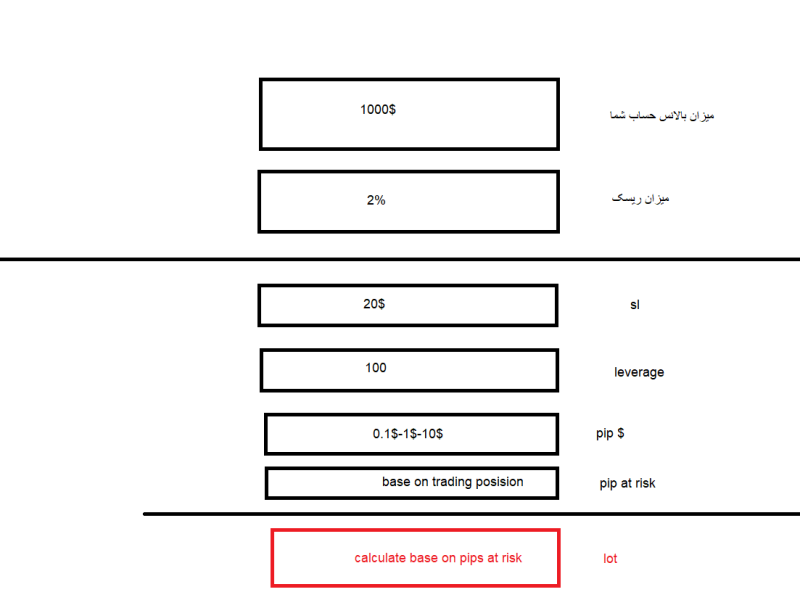 1000$ میزان بالانس حساب شما
2% میزان ریسک
20$ sl
100 leverage
0.1$-1$-10$ pip $
base on trading posision pip at risk
calculate base on pips at risk lot